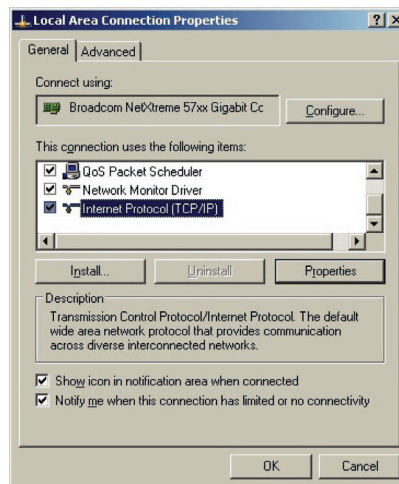 Local Area Connection Properties
General
Advanced
Connect using:
Broadcom NetXtreme 57xx Gigabit Cc
Configure...
This connection uses the following items:
QoS Packet Scheduler
Network Monitor Driver
Internet Protocol (TCP/IP)
Install...
Uninstall
Properties
Description
Transmission Control Protocol/Internet Protocol. The default
wide area network protocol that provides communication
across diverse interconnected networks.
Show icon in notification area when connected
Notify me when this connection has limited or no connectivity
OK
Cancel